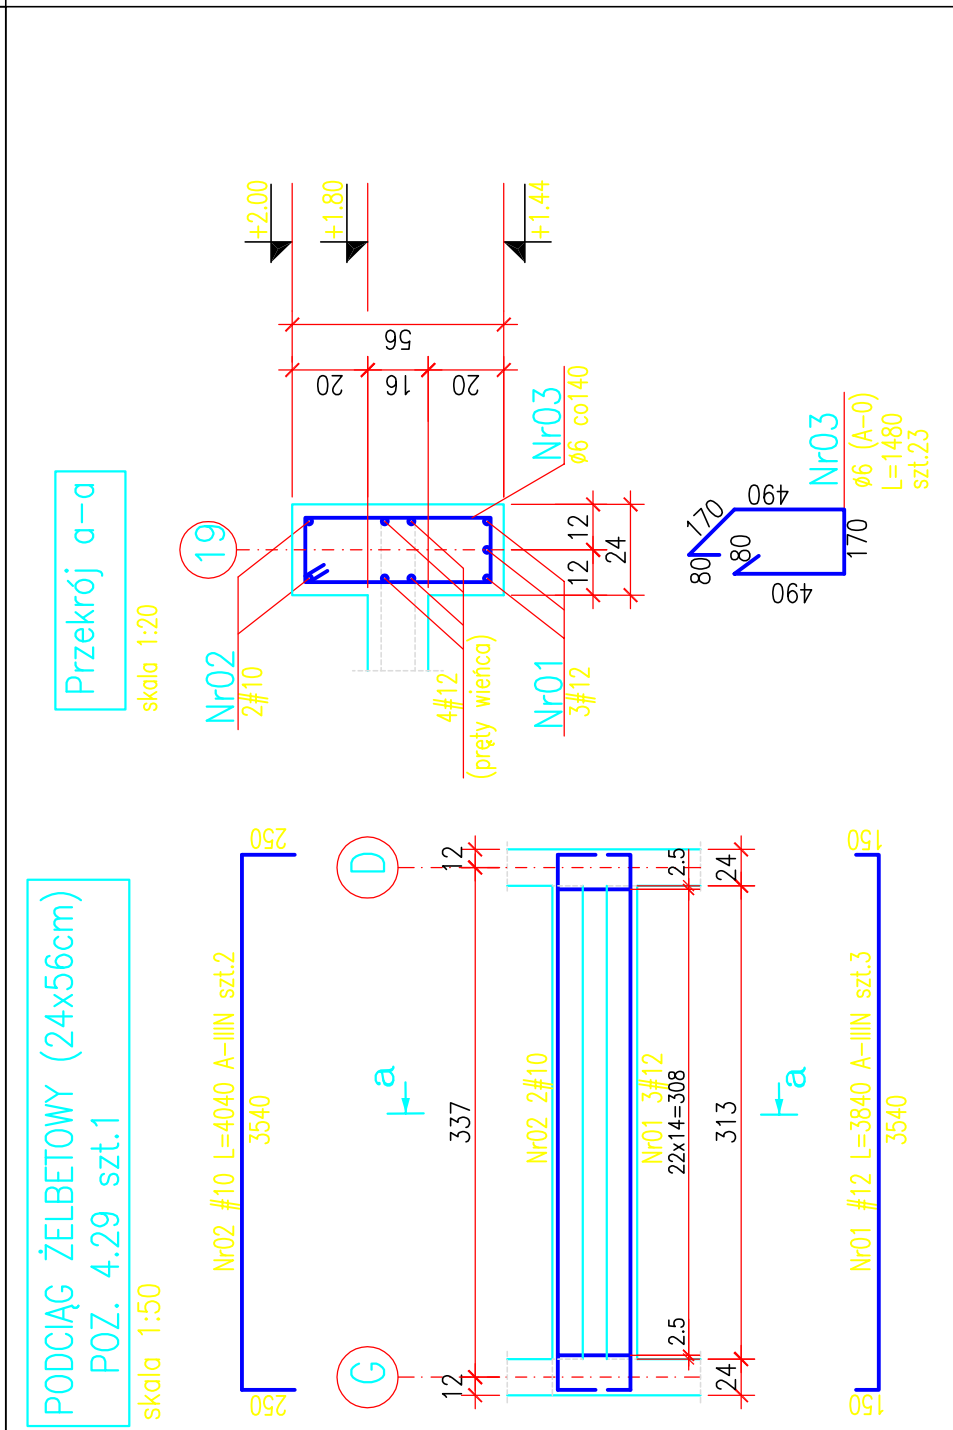 PODCIĄG ŻELBETOWY (24x56cm)
POZ. 4.29 szt.1
skala 1:50
250
Nr02 #10 L=4040 A-IIIN szt.2
250
3540
G
D
12
337
12
a
Nr02 2#10
Nr01 3#12
2.5
22x14=308
2.5
24
313
24
a
150
Nr01 #12 L=3840 A-IIIN szt.3
150
3540
Przekrój a-a
skala 1:20
19
+2.00
+1.80
+1.44
Nr02
2#10
56
20
16
20
4#12
(pręty wieńca)
Nr01
3#12
Nr03
ø6 co140
12
12
24
80
170
80
490
490
170
Nr03
ø6 (A-0)
L=1480
szt.23